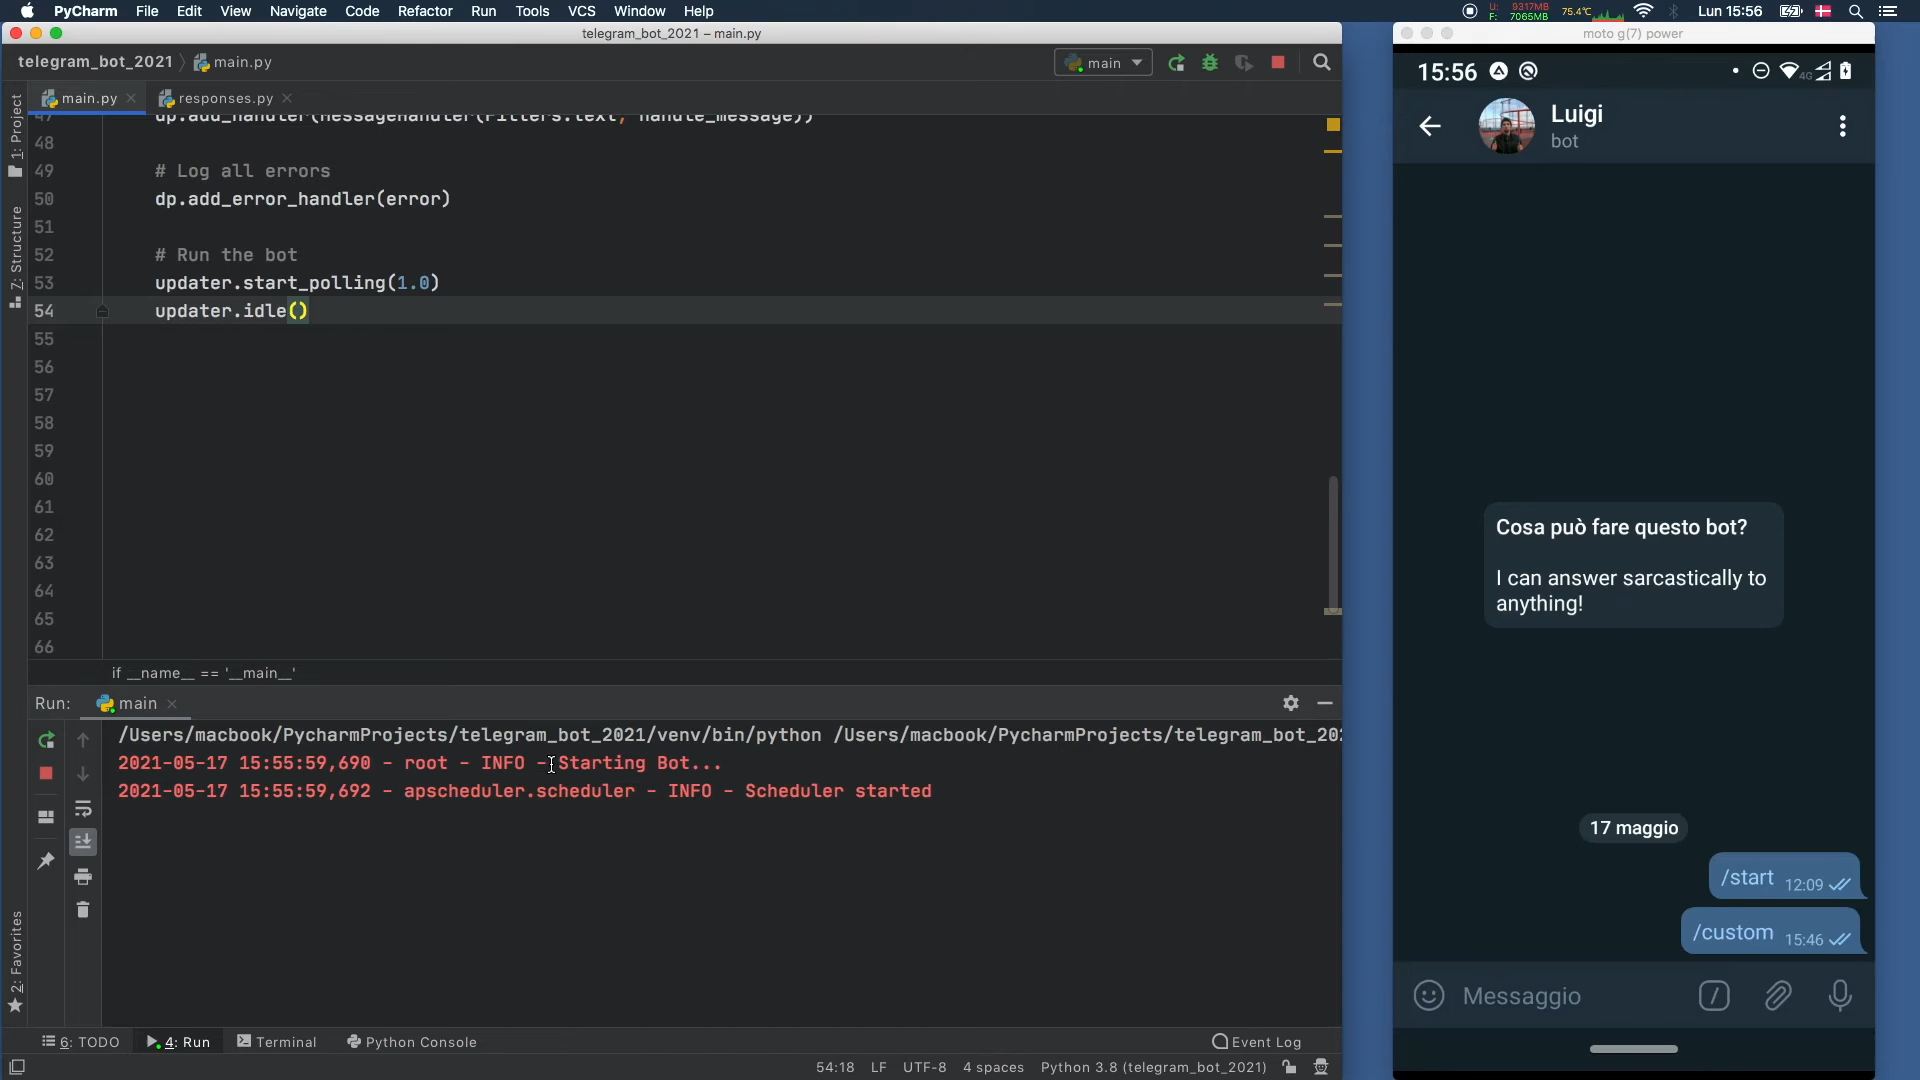 PyCharm File Edit View Navigate Code Refactor Run Tools VCS Window Help
U: 9317MB
F: 7065MB
75.4°C
Lun 15:56
telegram_bot_2021 – main.py
telegram_bot_2021 main.py
main
main.py
responses.py
1: Project
7: Structure
2: Favorites
47 dp.add_handler(MessageHandler(Filters.text, handle_message))
48
49 # Log all errors
50 dp.add_error_handler(error)
51
52 # Run the bot
53 updater.start_polling(1.0)
54 updater.idle()
55
56
57
58
59
60
61
62
63
64
65
66
if __name__ == '__main__'
Run: main
/Users/macbook/PycharmProjects/telegram_bot_2021/venv/bin/python /Users/macbook/PycharmProjects/telegram_bot_202
2021-05-17 15:55:59,690 - root - INFO - Starting Bot...
2021-05-17 15:55:59,692 - apscheduler.scheduler - INFO - Scheduler started
6: TODO
4: Run
Terminal
Python Console
Event Log
54:18 LF UTF-8 4 spaces Python 3.8 (telegram_bot_2021)
moto g(7) power
15:56
4G
Luigi
bot
Cosa può fare questo bot?
I can answer sarcastically to
anything!
17 maggio
/start 12:09
/custom 15:46
Messaggio